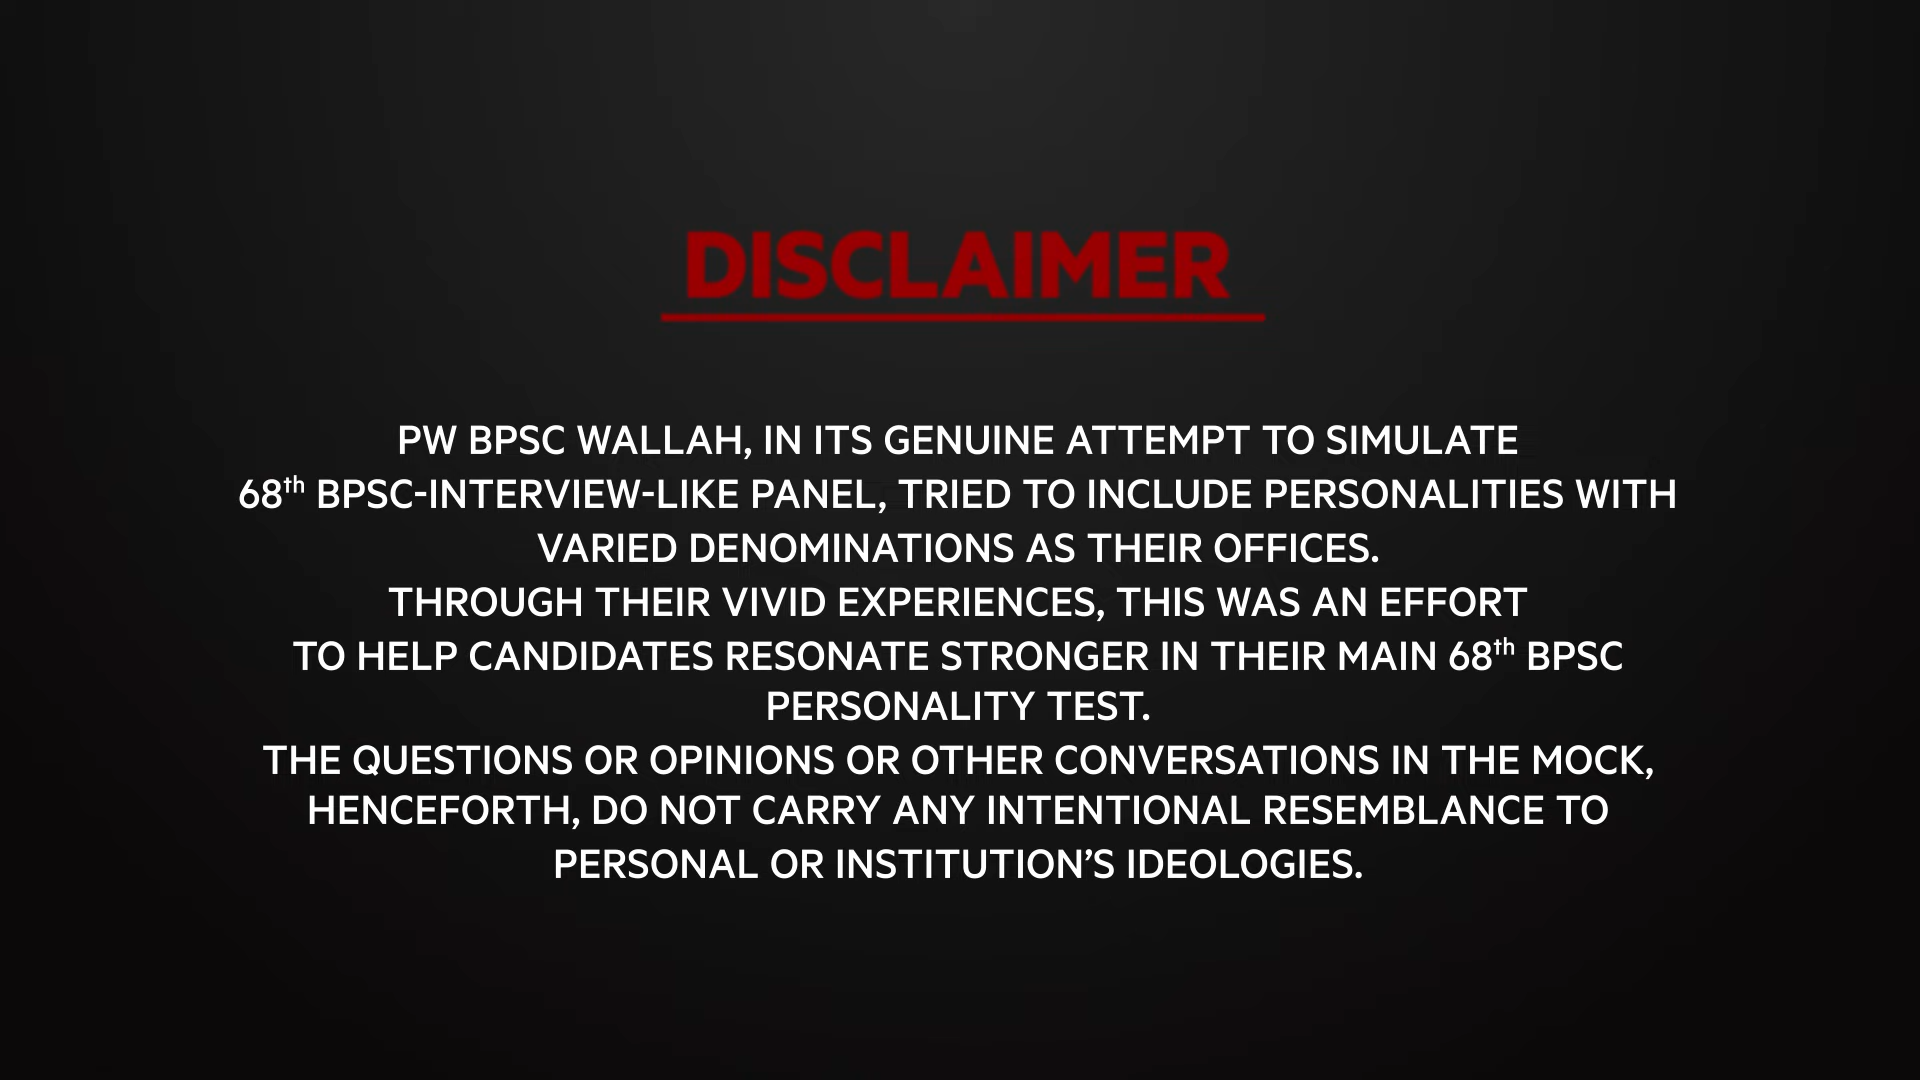 DISCLAIMER
PW BPSC WALLAH, IN ITS GENUINE ATTEMPT TO SIMULATE
68th BPSC-INTERVIEW-LIKE PANEL, TRIED TO INCLUDE PERSONALITIES WITH
VARIED DENOMINATIONS AS THEIR OFFICES.
THROUGH THEIR VIVID EXPERIENCES, THIS WAS AN EFFORT
TO HELP CANDIDATES RESONATE STRONGER IN THEIR MAIN 68th BPSC
PERSONALITY TEST.
THE QUESTIONS OR OPINIONS OR OTHER CONVERSATIONS IN THE MOCK,
HENCEFORTH, DO NOT CARRY ANY INTENTIONAL RESEMBLANCE TO
PERSONAL OR INSTITUTION’S IDEOLOGIES.